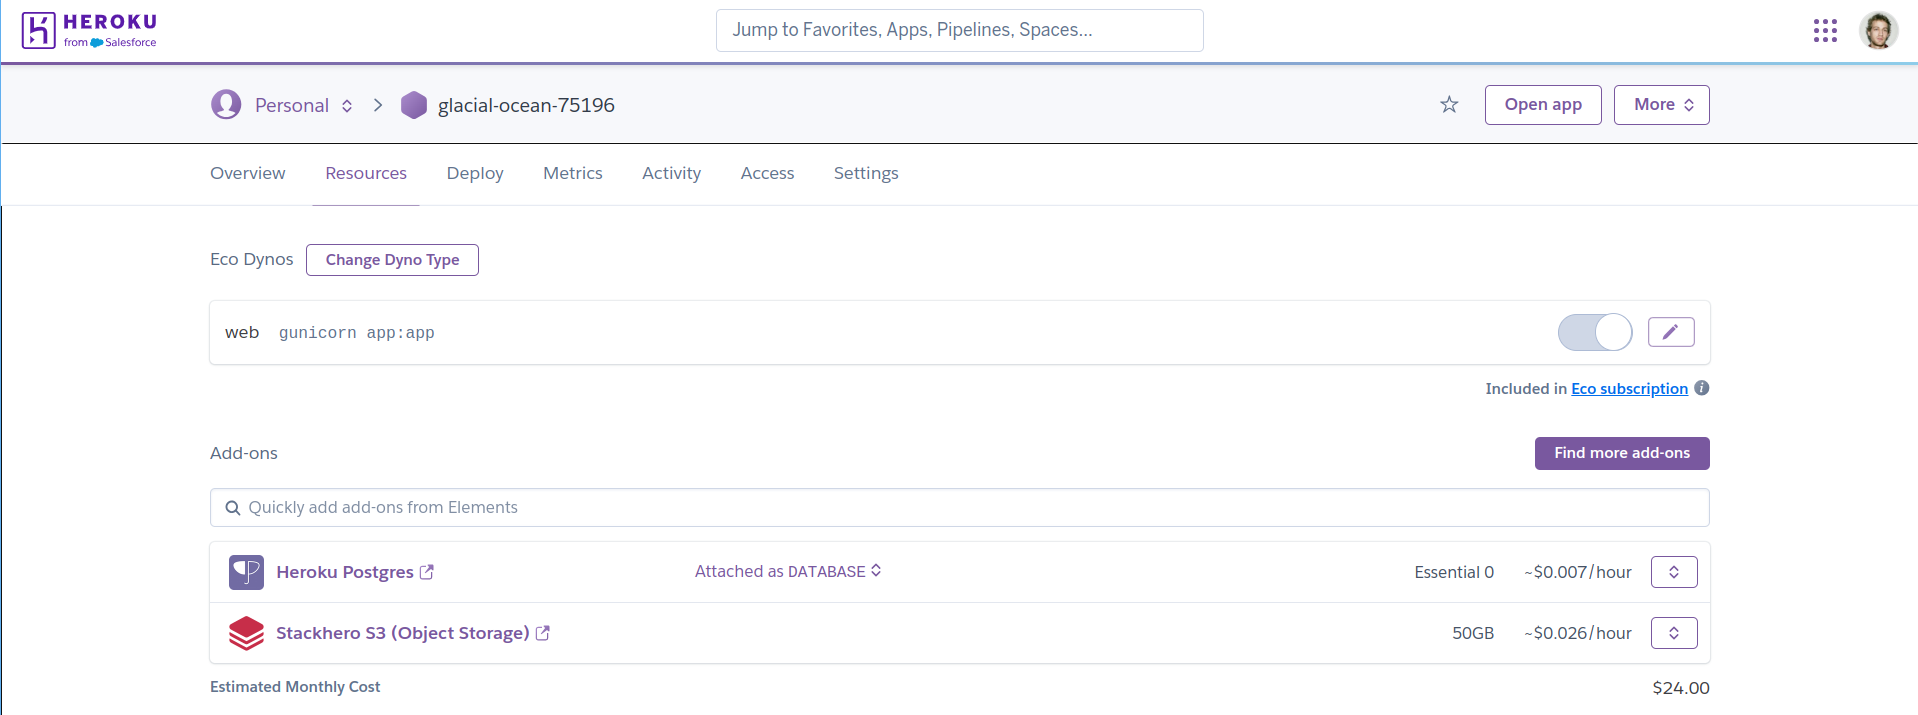 HEROKU
from Salesforce
Jump to Favorites, Apps, Pipelines, Spaces...
Personal > glacial-ocean-75196
Open app
More
Overview Resources Deploy Metrics Activity Access Settings
Eco Dynos Change Dyno Type
web gunicorn app:app
Included in Eco subscription
Add-ons
Find more add-ons
Quickly add add-ons from Elements
Heroku Postgres Attached as DATABASE Essential 0 ~$0.007/hour
Stackhero S3 (Object Storage) 50GB ~$0.026/hour
Estimated Monthly Cost $24.00